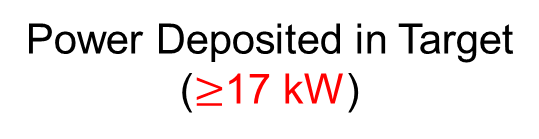 Power Deposited in Target
(≥17 kW)